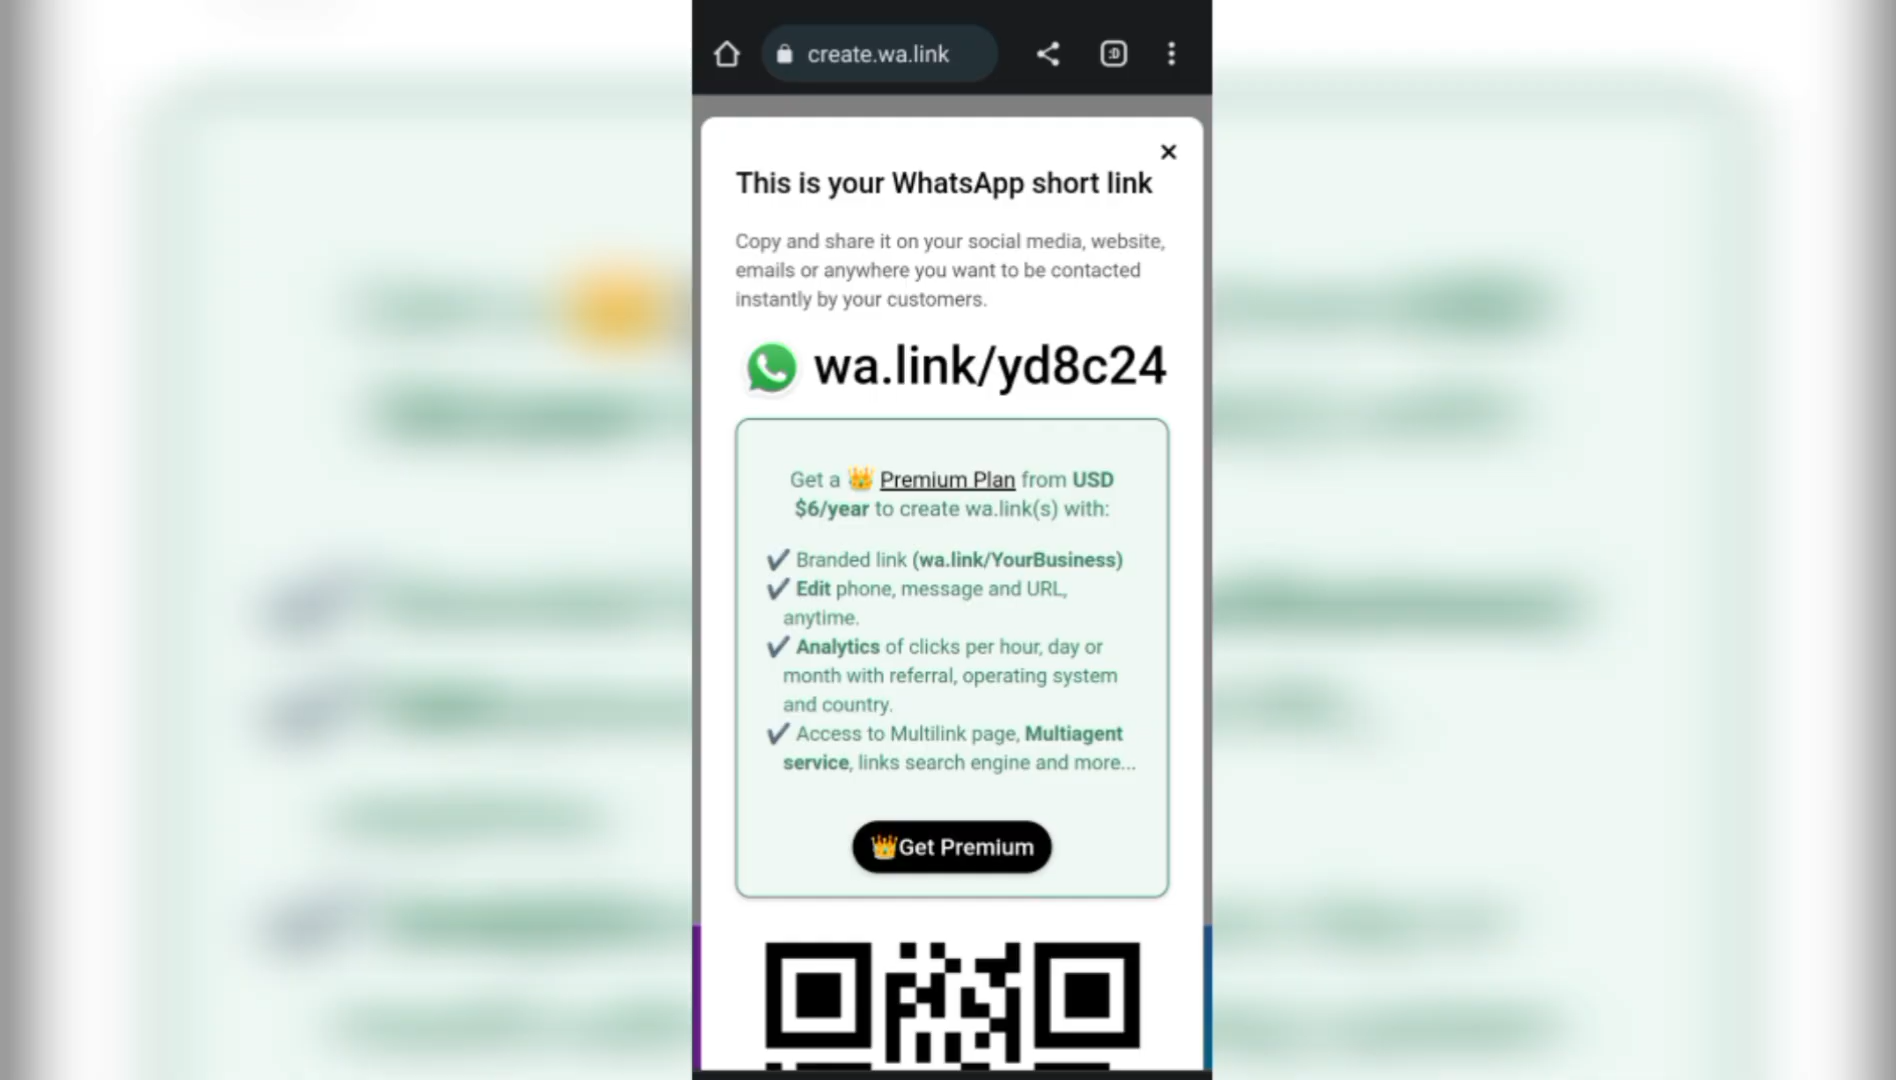 create.wa.link
:D
This is your WhatsApp short link
Copy and share it on your social media, website,
emails or anywhere you want to be contacted
instantly by your customers.
wa.link/yd8c24
Get a 👑 Premium Plan from USD
$6/year to create wa.link(s) with:
✔ Branded link (wa.link/YourBusiness)
✔ Edit phone, message and URL,
anytime.
✔ Analytics of clicks per hour, day or
month with referral, operating system
and country.
✔ Access to Multilink page, Multiagent
service, links search engine and more...
👑Get Premium